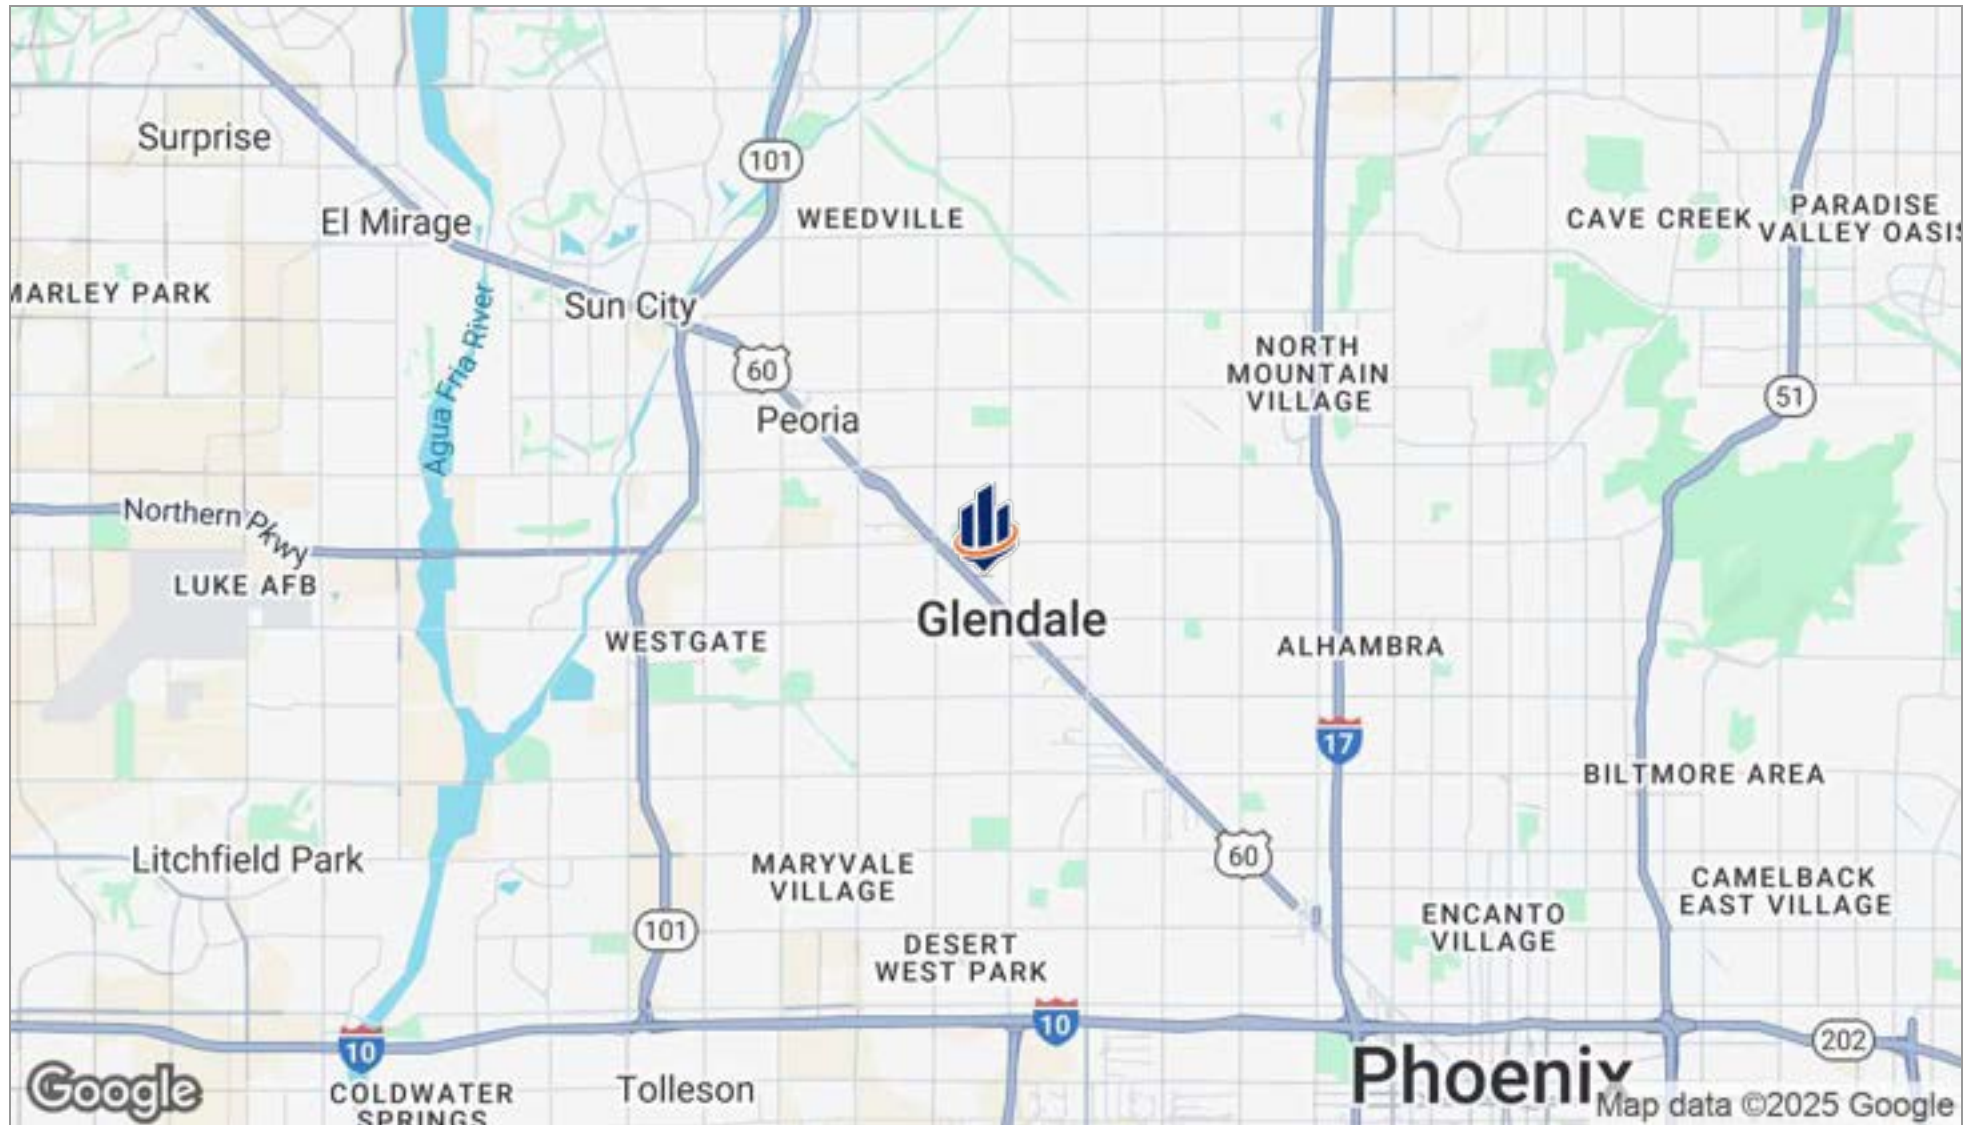 Surprise
101
El Mirage
WEEDVILLE
CAVE CREEK
PARADISE
VALLEY OASIS
MARLEY PARK
Sun City
Agua Fria River
60
NORTH
MOUNTAIN
VILLAGE
51
Peoria
Northern Pkwy
LUKE AFB
Glendale
WESTGATE
ALHAMBRA
17
BILTMORE AREA
60
Litchfield Park
MARYVALE
VILLAGE
CAMELBACK
EAST VILLAGE
101
ENCANTO
VILLAGE
DESERT
WEST PARK
10
10
202
Phoenix
Google
COLDWATER
SPRINGS
Tolleson
Map data ©2025 Google